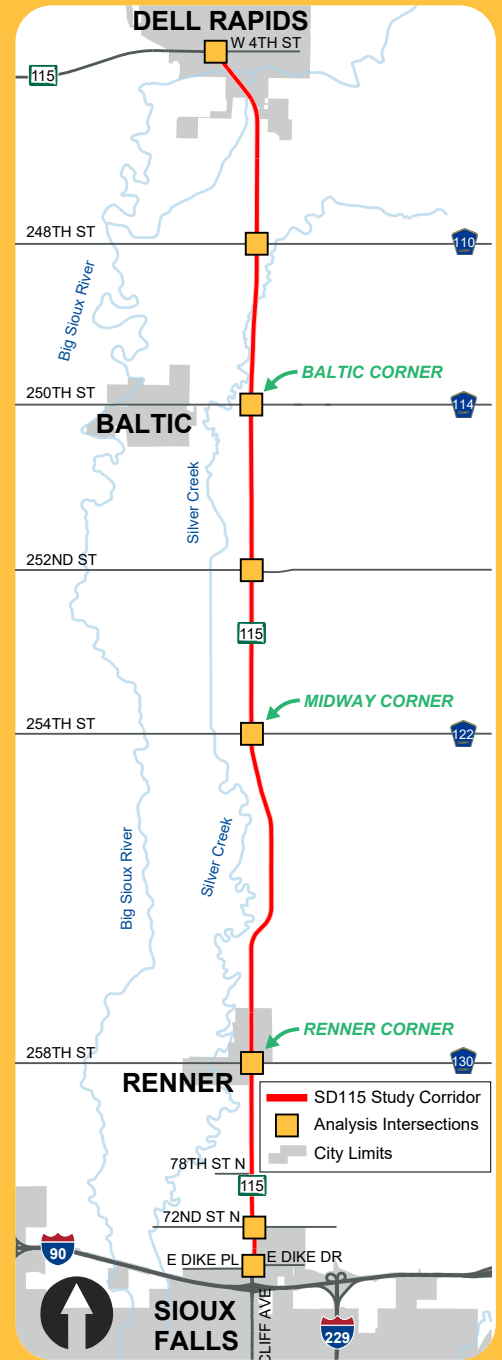 DELL RAPIDS
W 4TH ST
115
248TH ST
110
Big Sioux River
BALTIC CORNER
250TH ST
114
BALTIC
Silver Creek
252ND ST
115
MIDWAY CORNER
254TH ST
122
Silver Creek
Big Sioux River
RENNER CORNER
258TH ST
130
RENNER
SD115 Study Corridor
Analysis Intersections
City Limits
78TH ST N
115
72ND ST N
E DIKE PL
E DIKE DR
90
SIOUX
FALLS
CLIFF AVE
229